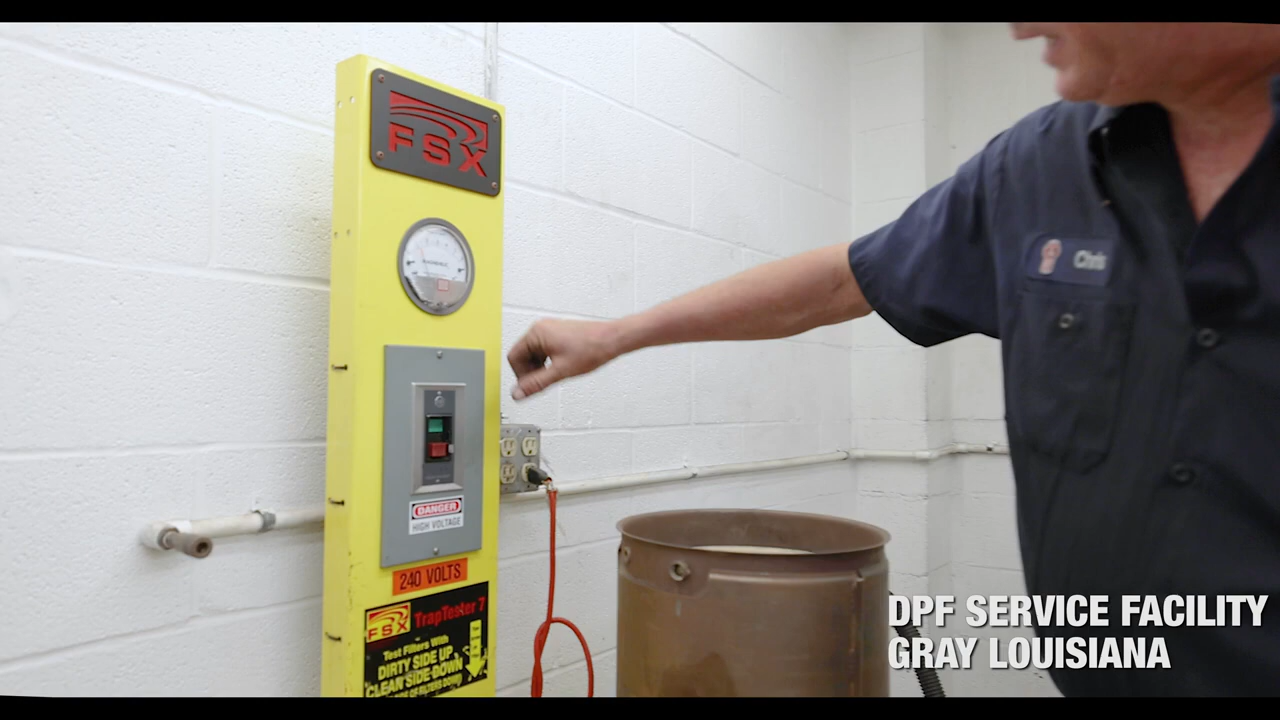 FSX
Chris
DANGER
HIGH VOLTAGE
240 VOLTS
FSX TrapTester 7
Test Filters With
DIRTY SIDE UP
CLEAN SIDE DOWN
DPF SERVICE FACILITY
GRAY LOUISIANA